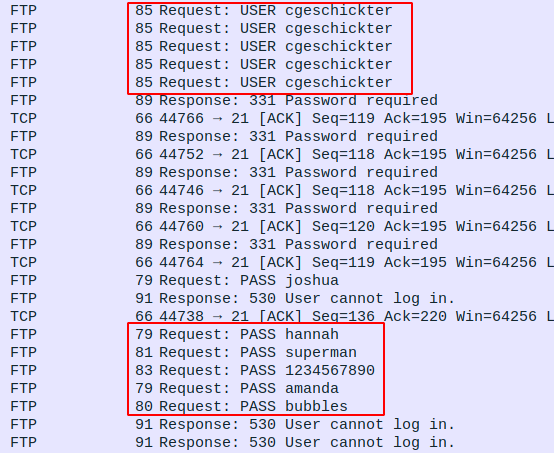 FTP 85 Request: USER cgeschickter
FTP 85 Request: USER cgeschickter
FTP 85 Request: USER cgeschickter
FTP 85 Request: USER cgeschickter
FTP 85 Request: USER cgeschickter
FTP 89 Response: 331 Password required
TCP 66 44766 → 21 [ACK] Seq=119 Ack=195 Win=64256 L
FTP 89 Response: 331 Password required
TCP 66 44752 → 21 [ACK] Seq=118 Ack=195 Win=64256 L
FTP 89 Response: 331 Password required
TCP 66 44746 → 21 [ACK] Seq=118 Ack=195 Win=64256 L
FTP 89 Response: 331 Password required
TCP 66 44760 → 21 [ACK] Seq=120 Ack=195 Win=64256 L
FTP 89 Response: 331 Password required
TCP 66 44764 → 21 [ACK] Seq=119 Ack=195 Win=64256 L
FTP 79 Request: PASS joshua
FTP 91 Response: 530 User cannot log in.
TCP 66 44738 → 21 [ACK] Seq=136 Ack=220 Win=64256 L
FTP 79 Request: PASS hannah
FTP 81 Request: PASS superman
FTP 83 Request: PASS 1234567890
FTP 79 Request: PASS amanda
FTP 80 Request: PASS bubbles
FTP 91 Response: 530 User cannot log in.
FTP 91 Response: 530 User cannot log in.